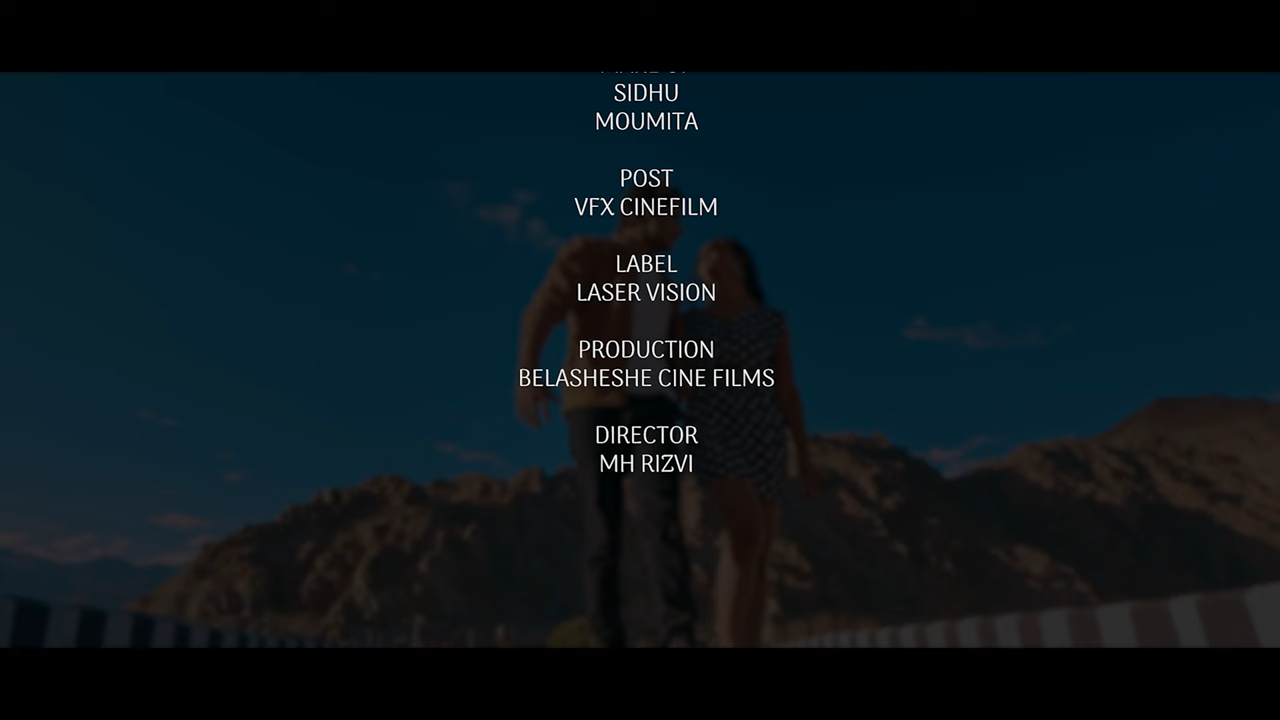 SIDHU
MOUMITA
POST
VFX CINEFILM
LABEL
LASER VISION
PRODUCTION
BELASHESHE CINE FILMS
DIRECTOR
MH RIZVI